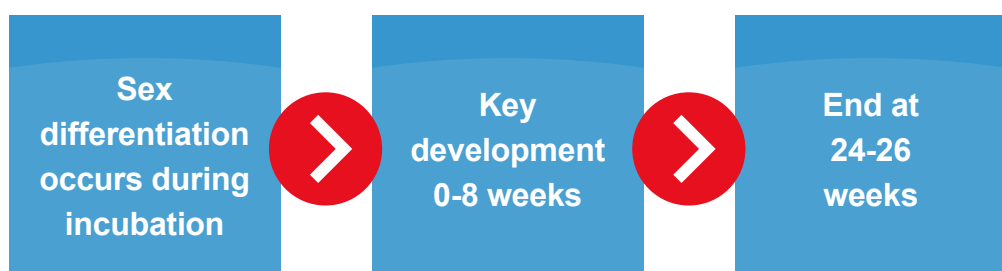 Sex
differentiation
occurs during
incubation
Key
development
0-8 weeks
End at
24-26
weeks